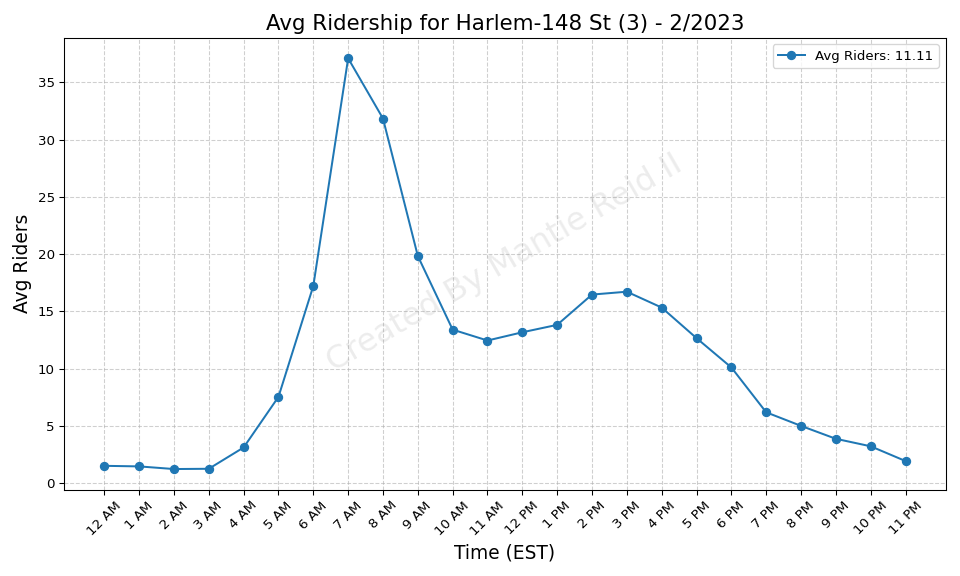 Avg Ridership for Harlem-148 St (3) - 2/2023
Avg Riders: 11.11
Avg Riders
35
30
25
20
15
10
5
0
Created By Mantle Reid II
12 AM
1 AM
2 AM
3 AM
4 AM
5 AM
6 AM
7 AM
8 AM
9 AM
10 AM
11 AM
12 PM
1 PM
2 PM
3 PM
4 PM
5 PM
6 PM
7 PM
8 PM
9 PM
10 PM
11 PM
Time (EST)